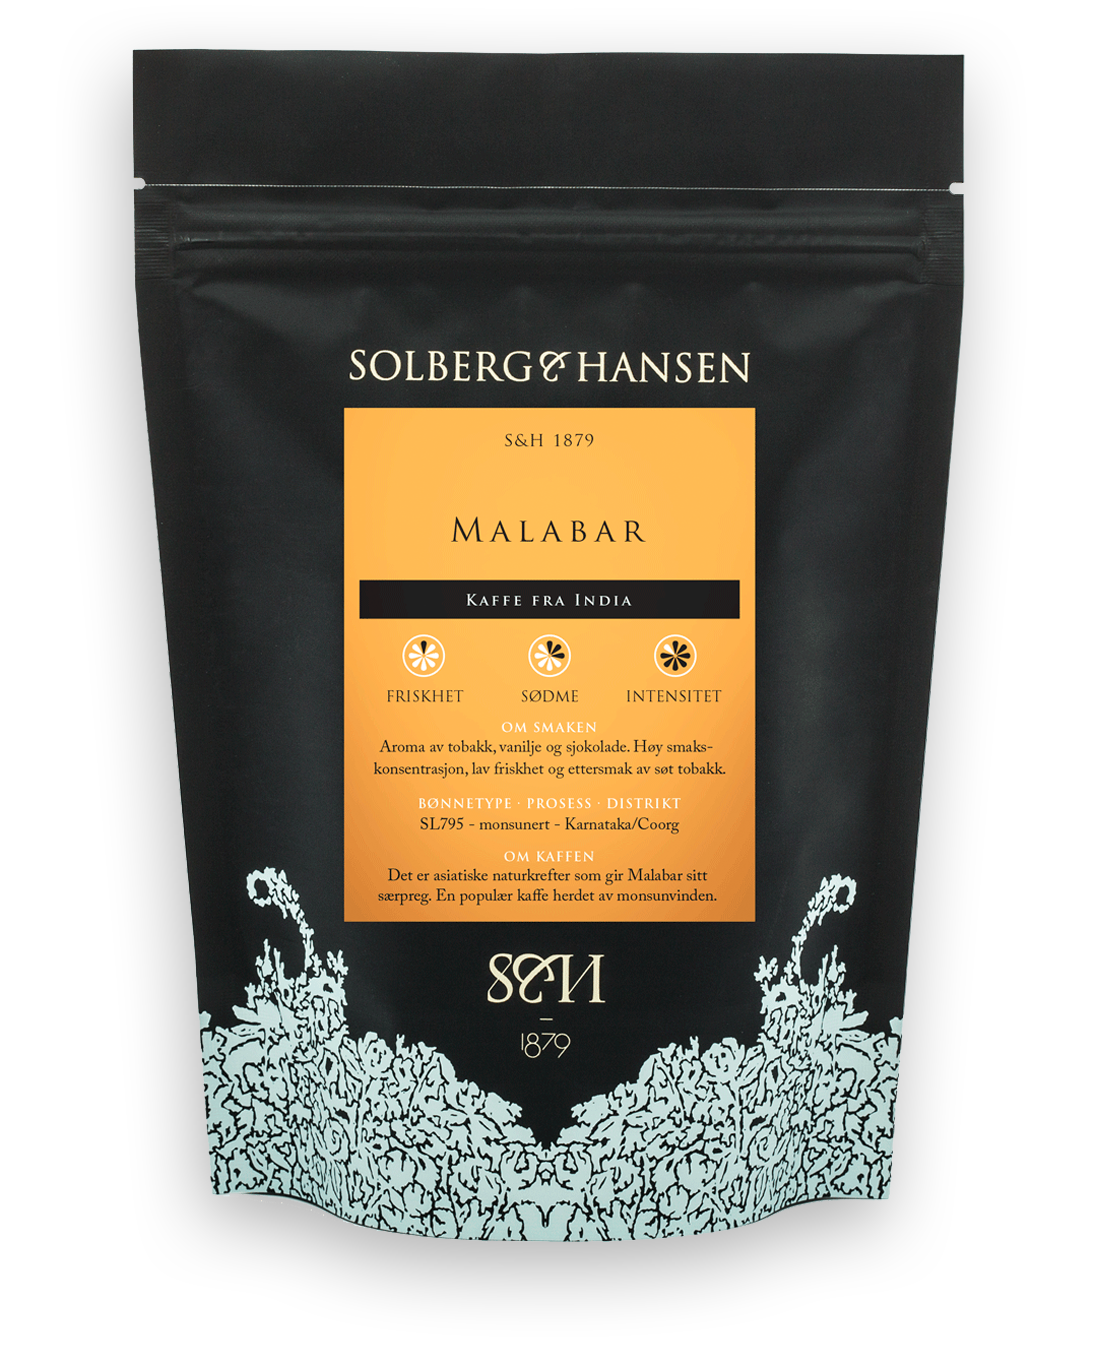 SOLBERG & HANSEN
S&H 1879
MALABAR
KAFFE FRA INDIA
FRISKHET SØDME INTENSITET
OM SMAKEN
Aroma av tobakk, vanilje og sjokolade. Høy smaks-
konsentrasjon, lav friskhet og ettersmak av søt tobakk.
BØNNETYPE · PROSESS · DISTRIKT
SL795 - monsunert - Karnataka/Coorg
OM KAFFEN
Det er asiatiske naturkrefter som gir Malabar sitt
særpreg. En populær kaffe herdet av monsunvinden.
S&H
–
1879